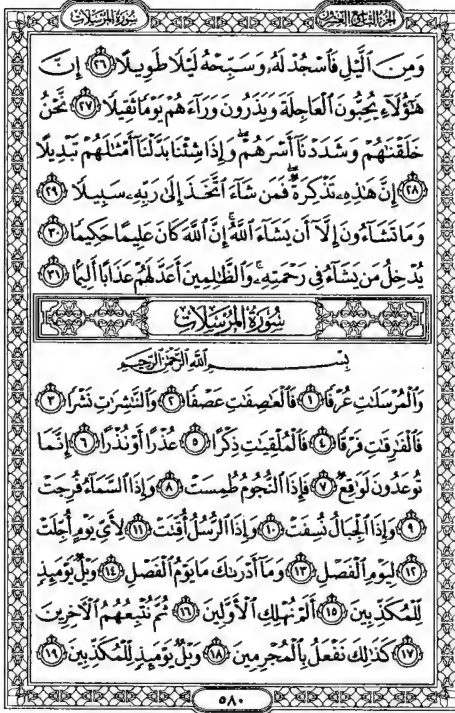 الجزء التاسع والعشرون
سورة المرسلات
وَمِنَ ٱلَّيۡلِ فَٱسۡجُدۡ لَهُۥ وَسَبِّحۡهُ لَيۡلٗا طَوِيلًا ٢٦ إِنَّ
هَٰٓؤُلَآءِ يُحِبُّونَ ٱلۡعَاجِلَةَ وَيَذَرُونَ وَرَآءَهُمۡ يَوۡمٗا ثَقِيلٗا ٢٧ نَّحۡنُ
خَلَقۡنَٰهُمۡ وَشَدَدۡنَآ أَسۡرَهُمۡۖ وَإِذَا شِئۡنَا بَدَّلۡنَآ أَمۡثَٰلَهُمۡ تَبۡدِيلًا
٢٨ إِنَّ هَٰذِهِۦ تَذۡكِرَةٞۖ فَمَن شَآءَ ٱتَّخَذَ إِلَىٰ رَبِّهِۦ سَبِيلٗا ٢٩
وَمَا تَشَآءُونَ إِلَّآ أَن يَشَآءَ ٱللَّهُۚ إِنَّ ٱللَّهَ كَانَ عَلِيمًا حَكِيمٗا ٣٠
يُدۡخِلُ مَن يَشَآءُ فِي رَحۡمَتِهِۦۚ وَٱلظَّٰلِمِينَ أَعَدَّ لَهُمۡ عَذَابًا أَلِيمَۢا ٣١
سُورَةُ المُرۡسَلَاتِ
بِسۡمِ ٱللَّهِ ٱلرَّحۡمَٰنِ ٱلرَّحِيمِ
وَٱلۡمُرۡسَلَٰتِ عُرۡفٗا ١ فَٱلۡعَٰصِفَٰتِ عَصۡفٗا ٢ وَٱلنَّٰشِرَٰتِ نَشۡرٗا ٣
فَٱلۡفَٰرِقَٰتِ فَرۡقٗا ٤ فَٱلۡمُلۡقِيَٰتِ ذِكۡرًا ٥ عُذۡرًا أَوۡ نُذۡرًا ٦ إِنَّمَا
تُوعَدُونَ لَوَٰقِعٞ ٧ فَإِذَا ٱلنُّجُومُ طُمِسَتۡ ٨ وَإِذَا ٱلسَّمَآءُ فُرِجَتۡ
٩ وَإِذَا ٱلۡجِبَالُ نُسِفَتۡ ١٠ وَإِذَا ٱلرُّسُلُ أُقِّتَتۡ ١١ لِأَيِّ يَوۡمٍ أُجِّلَتۡ
١٢ لِيَوۡمِ ٱلۡفَصۡلِ ١٣ وَمَآ أَدۡرَىٰكَ مَا يَوۡمُ ٱلۡفَصۡلِ ١٤ وَيۡلٞ يَوۡمَئِذٖ
لِّلۡمُكَذِّبِينَ ١٥ أَلَمۡ نُهۡلِكِ ٱلۡأَوَّلِينَ ١٦ ثُمَّ نُتۡبِعُهُمُ ٱلۡأٓخِرِينَ
١٧ كَذَٰلِكَ نَفۡعَلُ بِٱلۡمُجۡرِمِينَ ١٨ وَيۡلٞ يَوۡمَئِذٖ لِّلۡمُكَذِّبِينَ ١٩
٥٨٠